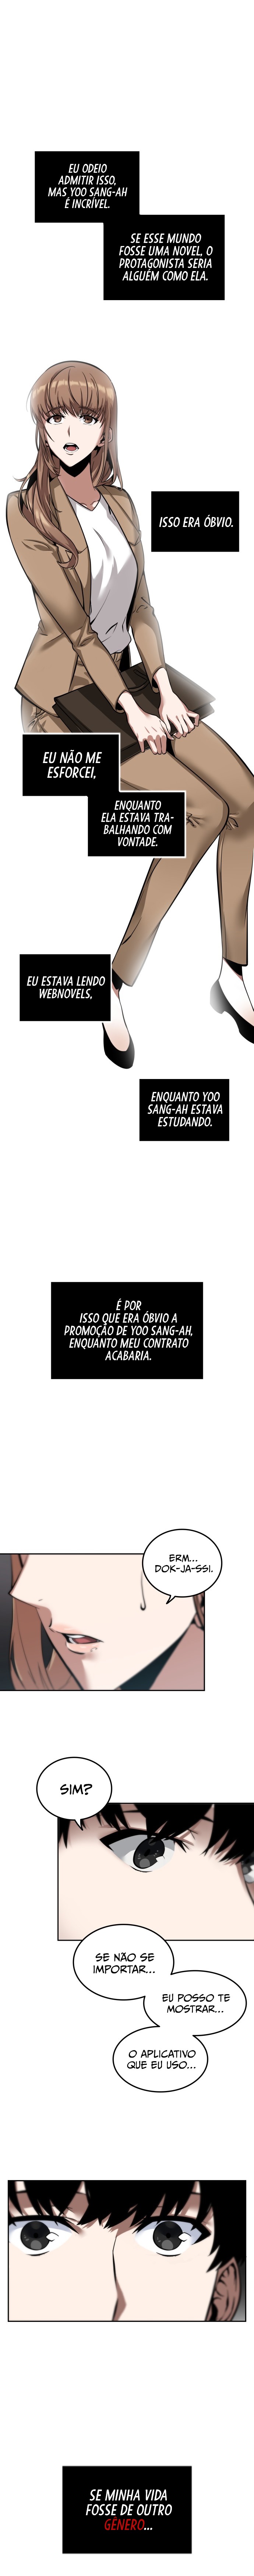 EU ODEIO
ADMITIR ISSO,
MAS YOO SANG-AH
É INCRÍVEL.
SE ESSE MUNDO
FOSSE UMA NOVEL, O
PROTAGONISTA SERIA
ALGUÉM COMO ELA.
ISSO ERA ÓBVIO.
EU NÃO ME
ESFORCEI,
ENQUANTO
ELA ESTAVA TRA-
BALHANDO COM
VONTADE.
EU ESTAVA LENDO
WEBNOVELS,
ENQUANTO YOO
SANG-AH ESTAVA
ESTUDANDO.
É POR
ISSO QUE ERA ÓBVIO A
PROMOÇÃO DE YOO SANG-AH,
ENQUANTO MEU CONTRATO
ACABARIA.
ERM...
DOK-JA-SSI.
SIM?
SE NÃO SE
IMPORTAR...
EU POSSO TE
MOSTRAR...
O APLICATIVO
QUE EU USO...
SE MINHA VIDA
FOSSE DE OUTRO
GÊNERO...